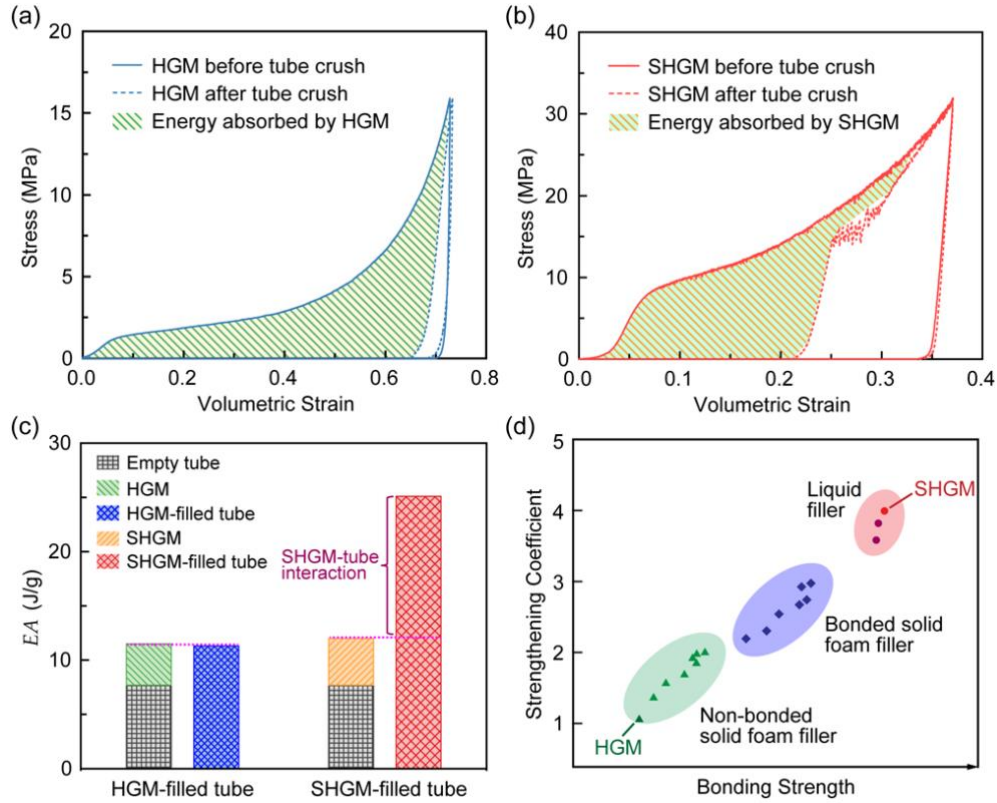 (a)
20
15
10
5
0
Stress (MPa)
HGM before tube crush
HGM after tube crush
Energy absorbed by HGM
0.0
0.2
0.4
0.6
0.8
Volumetric Strain
(b)
40
30
20
10
0
Stress (MPa)
SHGM before tube crush
SHGM after tube crush
Energy absorbed by SHGM
0.0
0.1
0.2
0.3
0.4
Volumetric Strain
(c)
30
20
10
0
EA (J/g)
Empty tube
HGM
HGM-filled tube
SHGM
SHGM-filled tube
SHGM-tube
interaction
HGM-filled tube
SHGM-filled tube
(d)
5
4
3
2
1
Strengthening Coefficient
Liquid
filler
SHGM
Bonded solid
foam filler
Non-bonded
solid foam filler
HGM
Bonding Strength